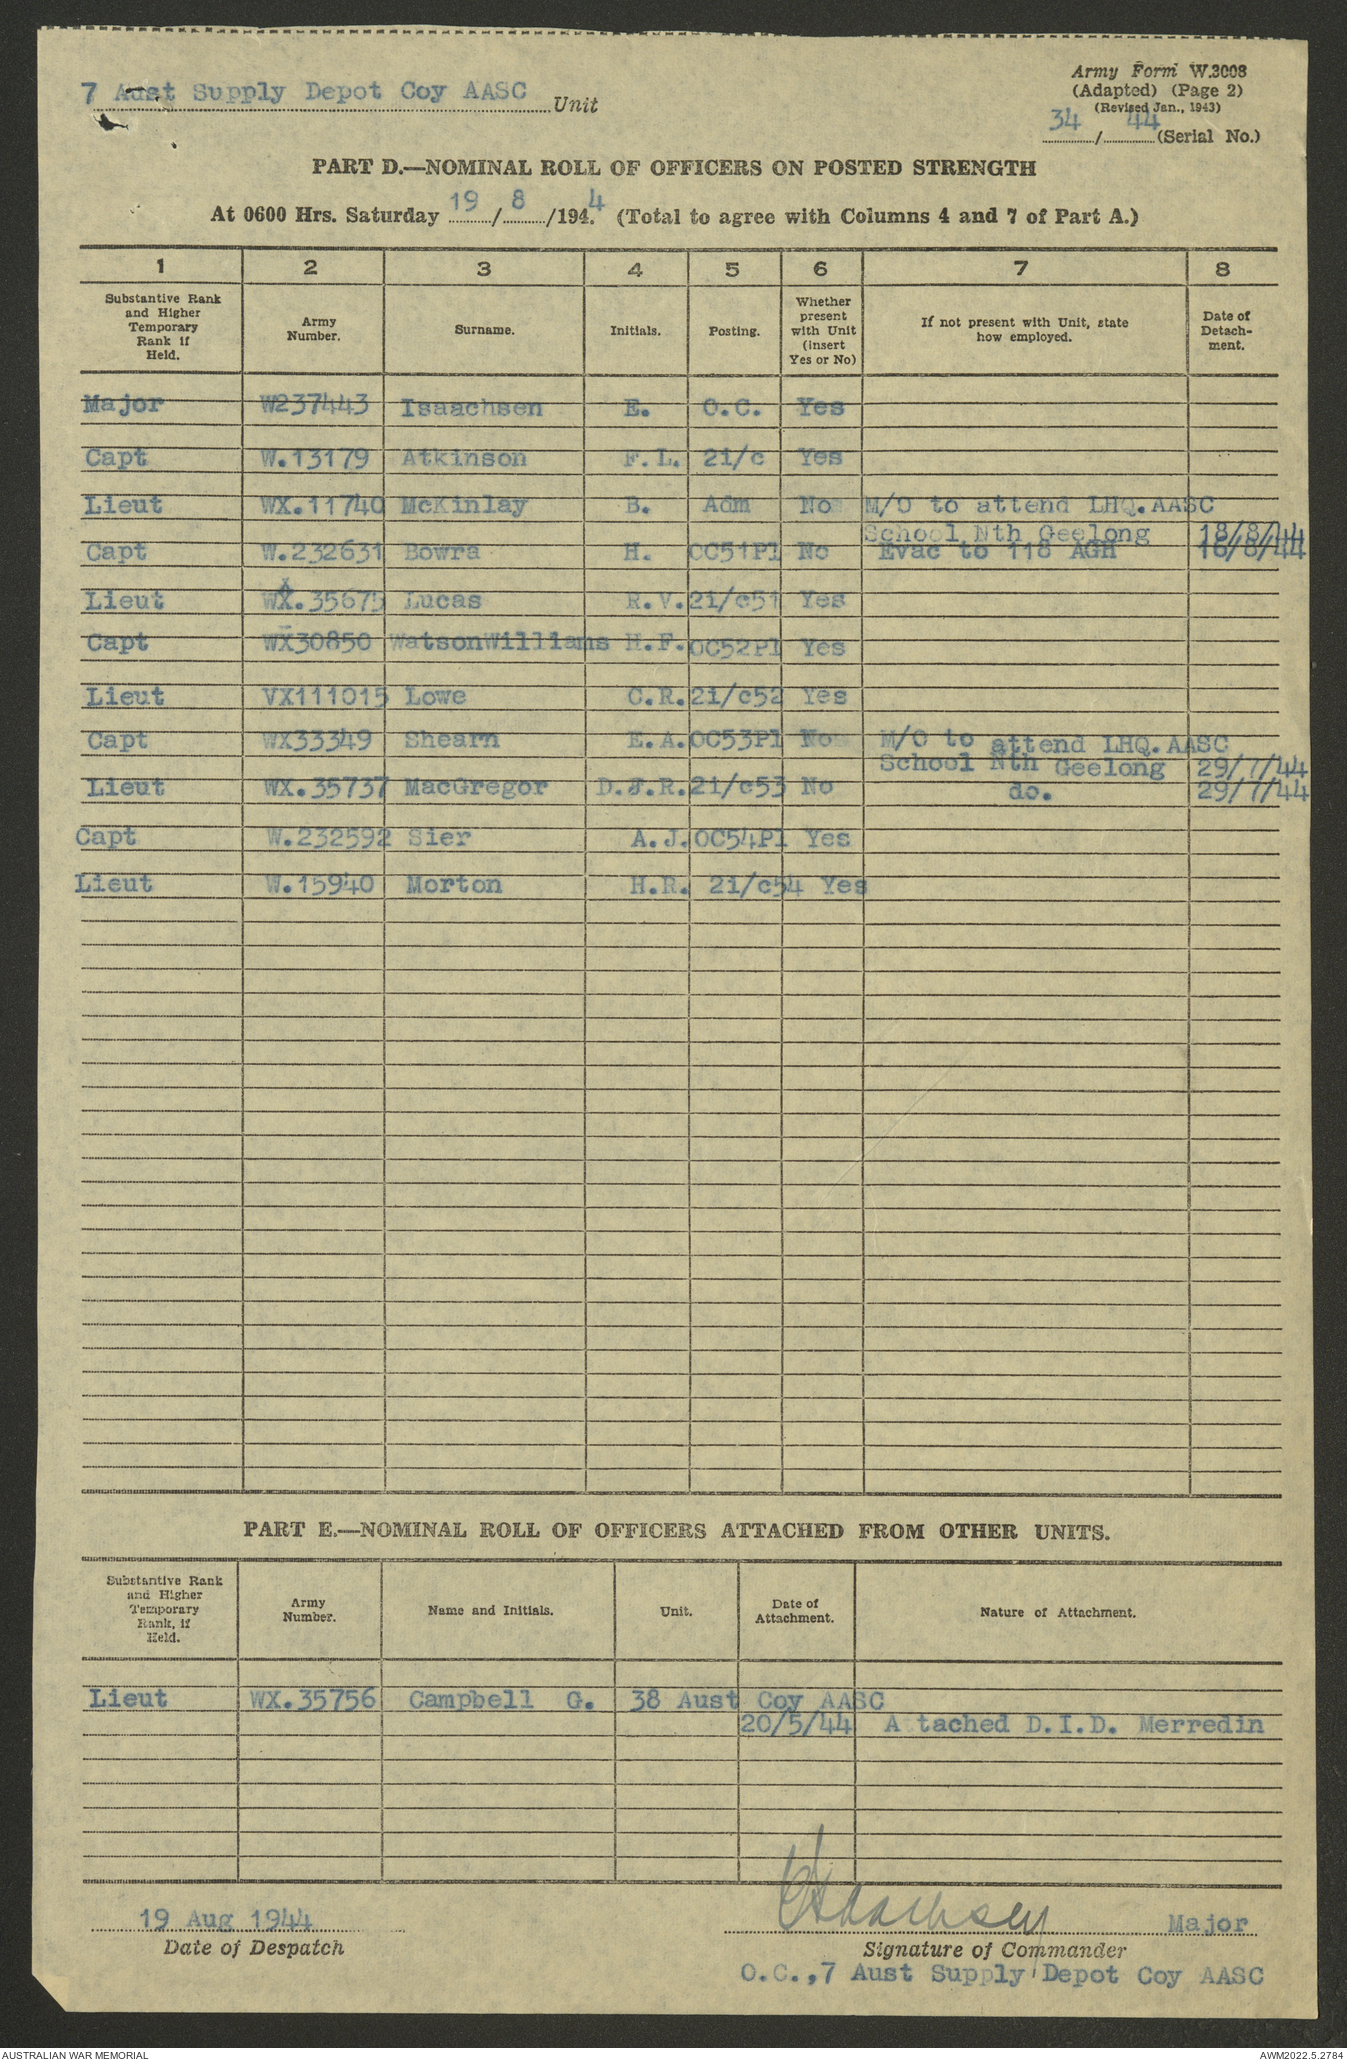 7 Aust Supply Depot Coy AASC Unit
Army Form W.3008
(Adapted) (Page 2)
(Revised Jan., 1943)
34 / 44 (Serial No.)
PART D.—NOMINAL ROLL OF OFFICERS ON POSTED STRENGTH
At 0600 Hrs. Saturday 19 / 8 /194.4 (Total to agree with Columns 4 and 7 of Part A.)
1 2 3 4 5 6 7 8
Substantive Rank and Higher Temporary Rank if Held. Army Number. Surname. Initials. Posting. Whether present with Unit (insert Yes or No) If not present with Unit, state how employed. Date of Detachment.
Major W237443 Isaachsen E. O.C. Yes
Capt W.13179 Atkinson F.L. 2i/c Yes
Lieut WX.11740 McKinlay B. Adm No M/O to attend LHQ.AASC
School Nth Geelong 18/8/44
Capt W.232631 Bowra H. OC51Pl No Evac to 118 AGH 16/8/44
Lieut WX.35675 Lucas R.V. 2i/c51 Yes
Capt WX30850 WatsonWilliams H.F. OC52Pl Yes
Lieut VX111015 Lowe C.R. 2i/c52 Yes
Capt WX33349 Shearn E.A. OC53Pl No M/O to attend LHQ.AASC
School Nth Geelong 29/7/44
Lieut WX.35737 MacGregor D.J.R. 2i/c53 No do. 29/7/44
Capt W.232592 Sier A.J. OC54Pl Yes
Lieut W.15940 Morton H.R. 2i/c54 Yes
PART E.—NOMINAL ROLL OF OFFICERS ATTACHED FROM OTHER UNITS.
Substantive Rank and Higher Temporary Rank, if Held. Army Number. Name and Initials. Unit. Date of Attachment. Nature of Attachment.
Lieut WX.35756 Campbell G. 38 Aust Coy AASC
20/5/44 A tached D.I.D. Merredin
19 Aug 1944
Date of Despatch
E Isaachsen Major
Signature of Commander
O.C.,7 Aust Supply Depot Coy AASC
AUSTRALIAN WAR MEMORIAL
AWM2022.5.2784